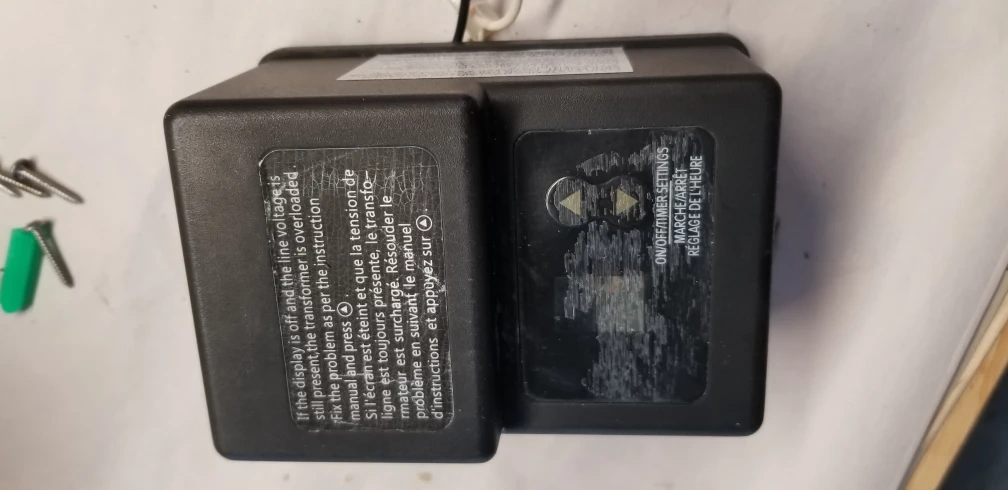 If the display is off and the line voltage is
still present,the transformer is overloaded.
Fix the problem as per the instruction
manual and press
Si l'écran est éteint et que la tension de
ligne est toujours présente, le transfo-
rmateur est surchargé. Résouder le
problème en suivant le manuel
d'instructions et appuyez sur .
ON/OFF/TIMER SETTINGS
MARCHE/ARRÊT
RÉGLAGE DE L'HEURE